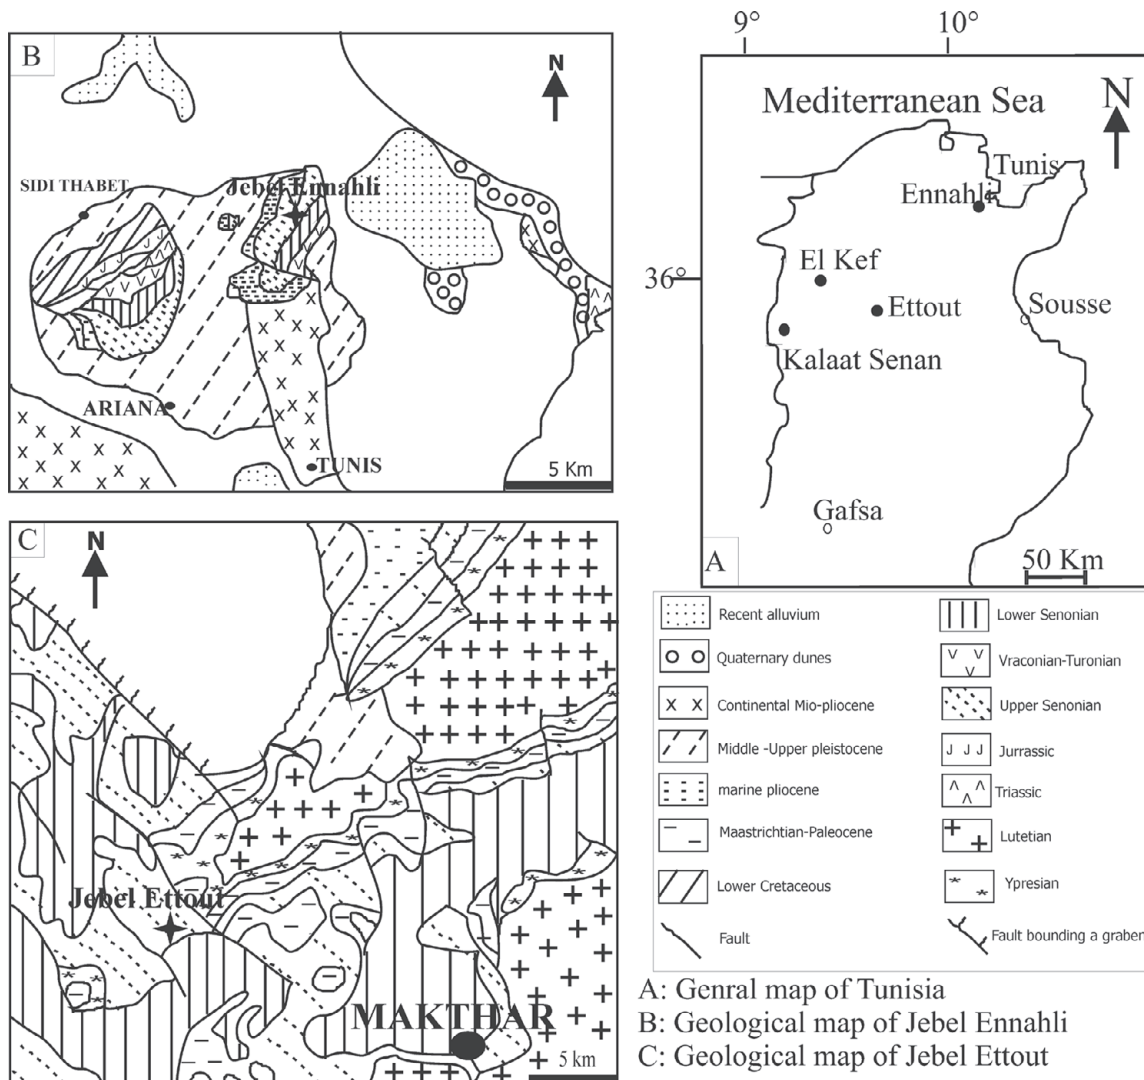 B
N
SIDI THABET
Jebel Ennahli
ARIANA
TUNIS
5 Km
9°
10°
Mediterranean Sea
N
Tunis
Ennahli
El Kef
36°
Ettout
Sousse
Kalaat Senan
Gafsa
A
50 Km
C
N
Jebel Ettout
MAKTHAR
5 km
Recent alluvium
Quaternary dunes
Continental Mio-pliocene
Middle -Upper pleistocene
marine pliocene
Maastrichtian-Paleocene
Lower Cretaceous
Fault
Lower Senonian
Vraconian-Turonian
Upper Senonian
Jurrassic
Triassic
Lutetian
Ypresian
Fault bounding a graben
A: Genral map of Tunisia
B: Geological map of Jebel Ennahli
C: Geological map of Jebel Ettout